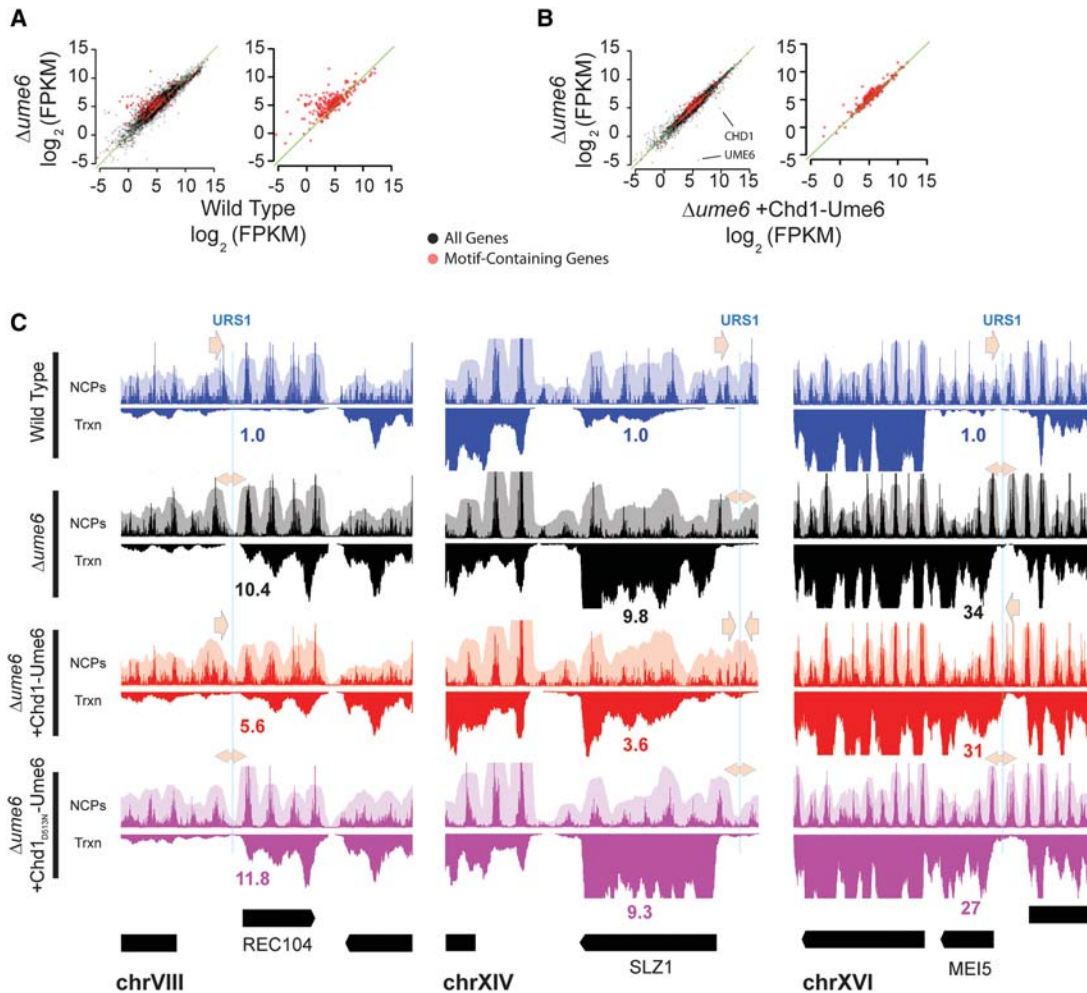 A
Δume6
log2 (FPKM)
15
10
5
0
-5
-5 0 5 10 15
15
10
5
0
-5
-5 0 5 10 15
Wild Type
log2 (FPKM)
B
Δume6
log2 (FPKM)
15
10
5
0
-5
-5 0 5 10 15
CHD1
UME6
15
10
5
0
-5
-5 0 5 10 15
Δume6 +Chd1-Ume6
log2 (FPKM)
All Genes
Motif-Containing Genes
C
URS1
URS1
URS1
Wild Type
NCPs
Trxn
1.0
1.0
1.0
Δume6
NCPs
Trxn
10.4
9.8
34
Δume6
+Chd1-Ume6
NCPs
Trxn
5.6
3.6
31
Δume6
+Chd1D513N-Ume6
NCPs
Trxn
11.8
9.3
27
REC104
SLZ1
MEI5
chrVIII
chrXIV
chrXVI